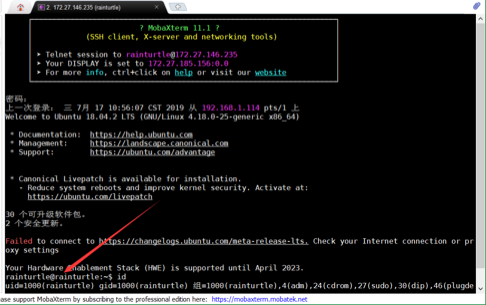 2. 172.27.146.235 (rainturtle)
? MobaXterm 11.1 ?
(SSH client, X-server and networking tools)
➤ Telnet session to rainturtle@172.27.146.235
➤ Your DISPLAY is set to 172.27.185.156:0.0
➤ For more info, ctrl+click on help or visit our website
密码:
上一次登录: 三 7月 17 10:56:07 CST 2019 从 192.168.1.114 pts/1 上
Welcome to Ubuntu 18.04.2 LTS (GNU/Linux 4.18.0-25-generic x86_64)
* Documentation: https://help.ubuntu.com
* Management: https://landscape.canonical.com
* Support: https://ubuntu.com/advantage
* Canonical Livepatch is available for installation.
- Reduce system reboots and improve kernel security. Activate at:
https://ubuntu.com/livepatch
30 个可升级软件包。
2 个安全更新。
Failed to connect to https://changelogs.ubuntu.com/meta-release-lts. Check your Internet connection or pr
oxy settings
Your Hardware Enablement Stack (HWE) is supported until April 2023.
rainturtle@rainturtle:~$ id
uid=1000(rainturtle) gid=1000(rainturtle) 组=1000(rainturtle),4(adm),24(cdrom),27(sudo),30(dip),46(plugde
ease support MobaXterm by subscribing to the professional edition here: https://mobaxterm.mobatek.net